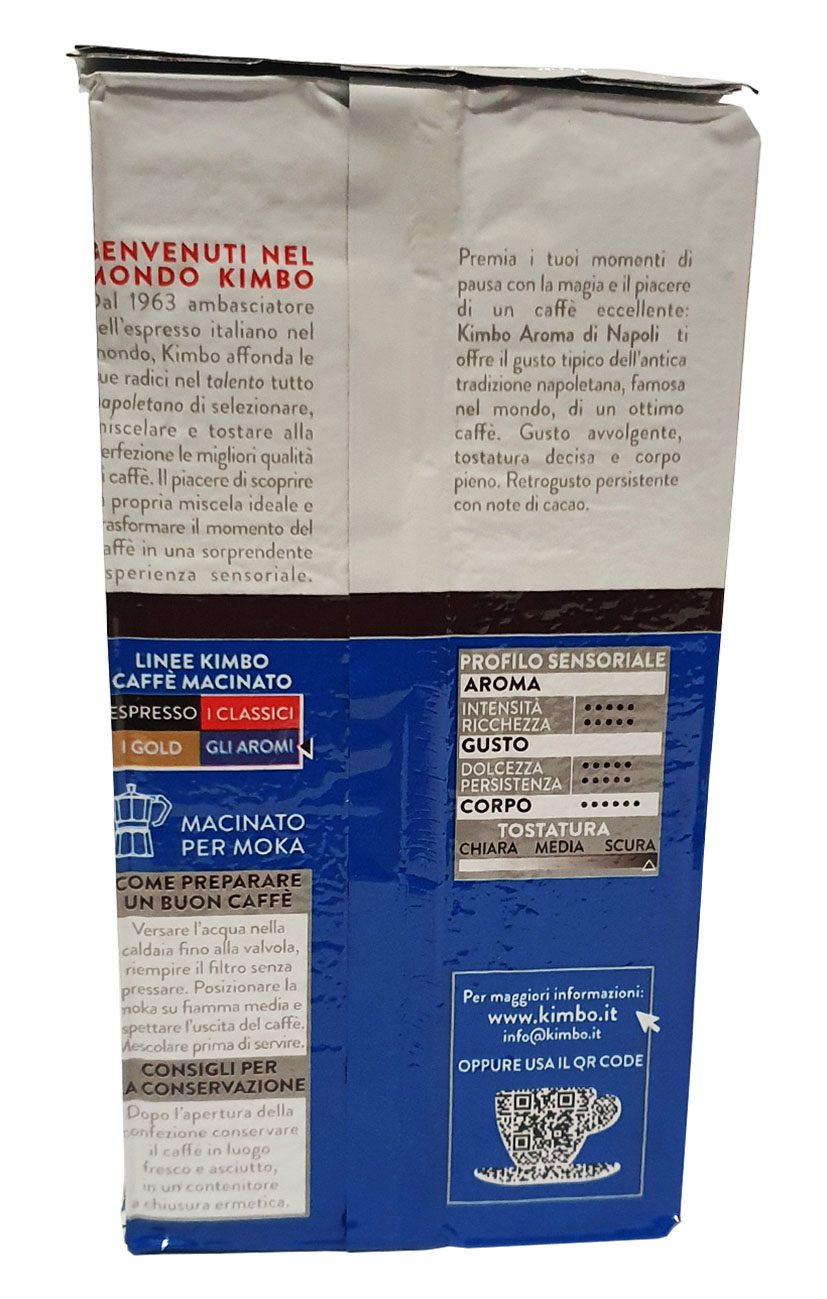 ENVENUTI NEL
MONDO KIMBO
Dal 1963 ambasciatore
ell'espresso italiano nel
mondo, Kimbo affonda le
ue radici nel talento tutto
napoletano di selezionare,
miscelare e tostare alla
erfezione le migliori qualità
i caffè. Il piacere di scoprire
propria miscela ideale e
rasformare il momento del
affè in una sorprendente
sperienza sensoriale.
LINEE KIMBO
CAFFÈ MACINATO
ESPRESSO I CLASSICI
I GOLD GLI AROMI
MACINATO
PER MOKA
COME PREPARARE
UN BUON CAFFÈ
Versare l'acqua nella
caldaia fino alla valvola,
riempire il filtro senza
pressare. Posizionare la
moka su fiamma media e
spettare l'uscita del caffè.
Mescolare prima di servire.
CONSIGLI PER
A CONSERVAZIONE
Dopo l'apertura della
confezione conservare
il caffè in luogo
fresco e asciutto,
in un contenitore
a chiusura ermetica.
Premia i tuoi momenti di
pausa con la magia e il piacere
di un caffè eccellente:
Kimbo Aroma di Napoli ti
offre il gusto tipico dell'antica
tradizione napoletana, famosa
nel mondo, di un ottimo
caffè. Gusto avvolgente,
tostatura decisa e corpo
pieno. Retrogusto persistente
con note di cacao.
PROFILO SENSORIALE
AROMA
INTENSITÀ
RICCHEZZA
GUSTO
DOLCEZZA
PERSISTENZA
CORPO
TOSTATURA
CHIARA MEDIA SCURA
Per maggiori informazioni:
www.kimbo.it
info@kimbo.it
OPPURE USA IL QR CODE